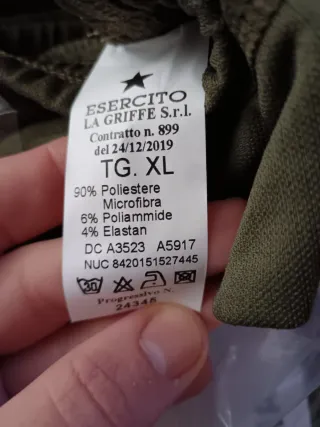 ESERCITO
LA GRIFFE S.r.l.
Contratto n. 899
del 24/12/2019
TG. XL
90% Poliestere
Microfibra
6% Poliammide
4% Elastan
DC A3523 A5917
NUC 8420151527445
30
Progressivo N.
24348